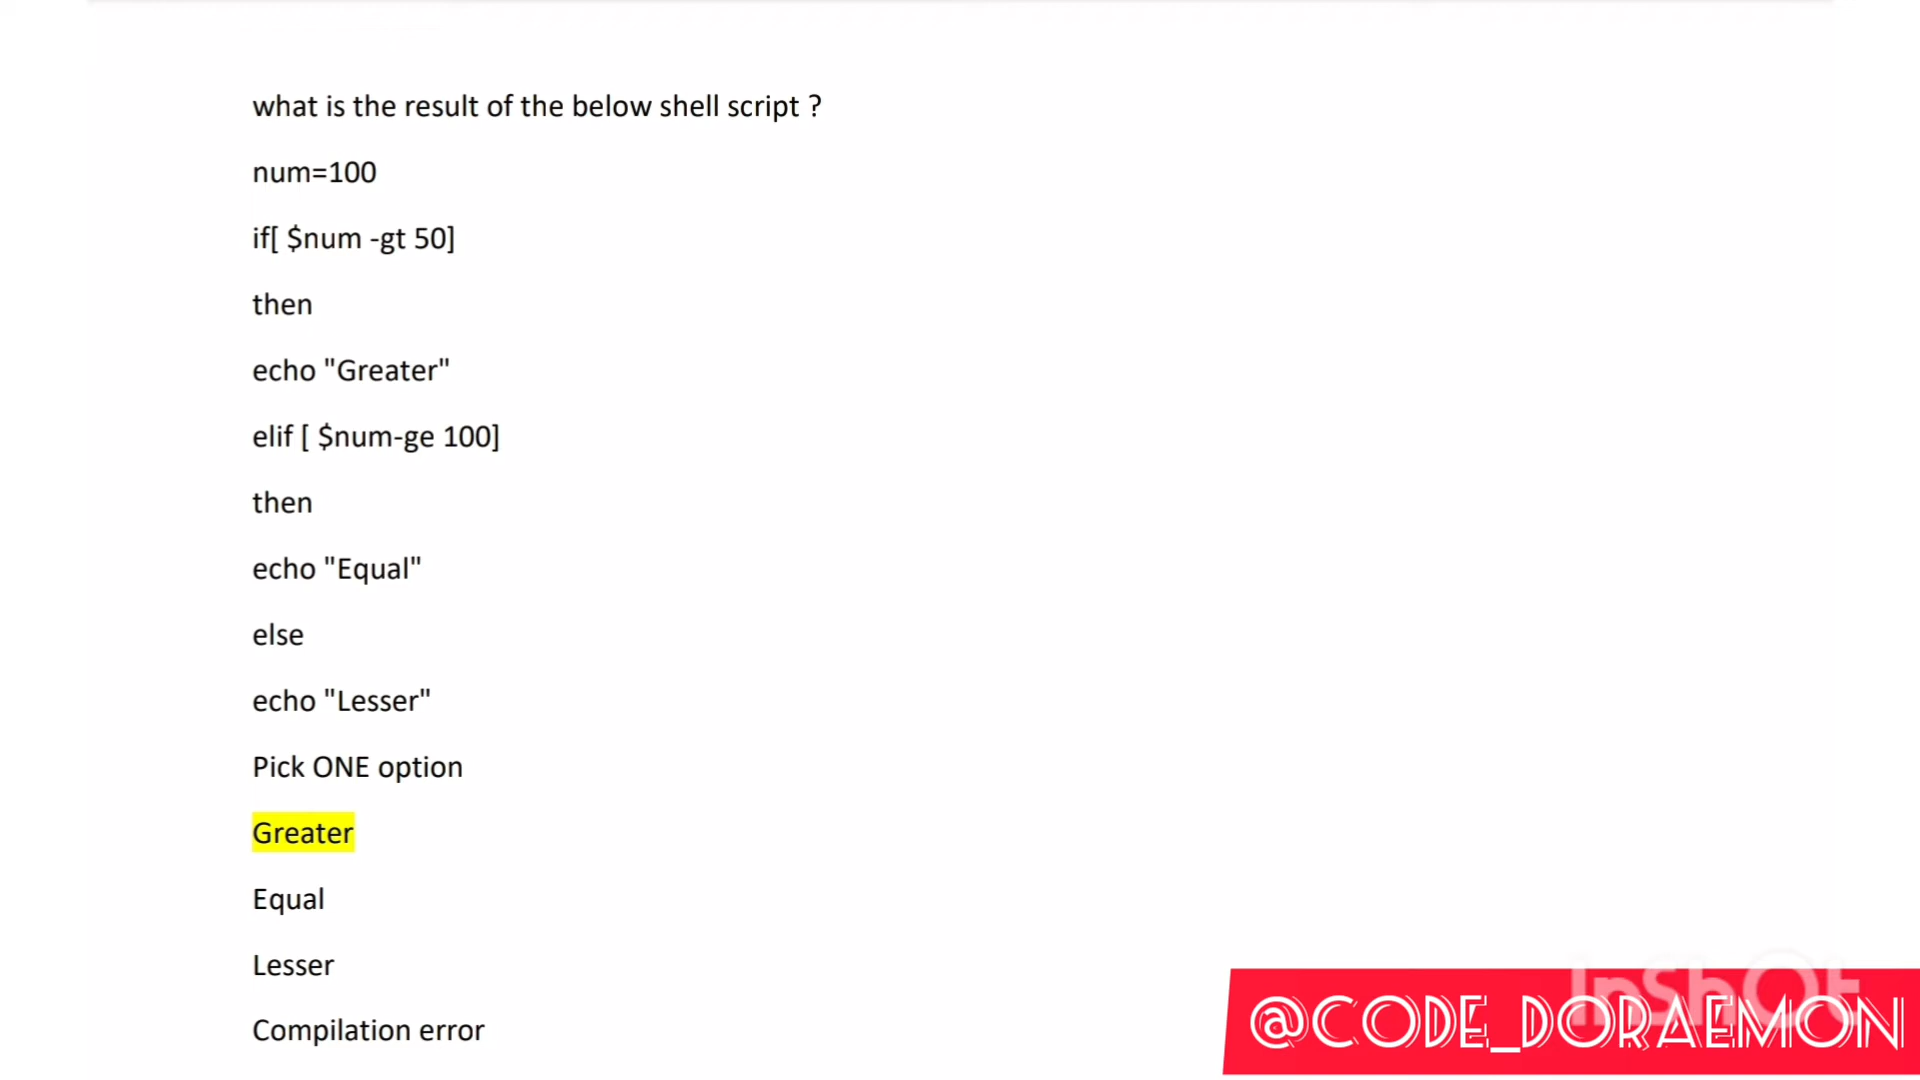 what is the result of the below shell script ?
num=100
if[ $num -gt 50]
then
echo "Greater"
elif [ $num-ge 100]
then
echo "Equal"
else
echo "Lesser"
Pick ONE option
Greater
Equal
Lesser
Compilation error
InShOt
@CODE_DORAEMON